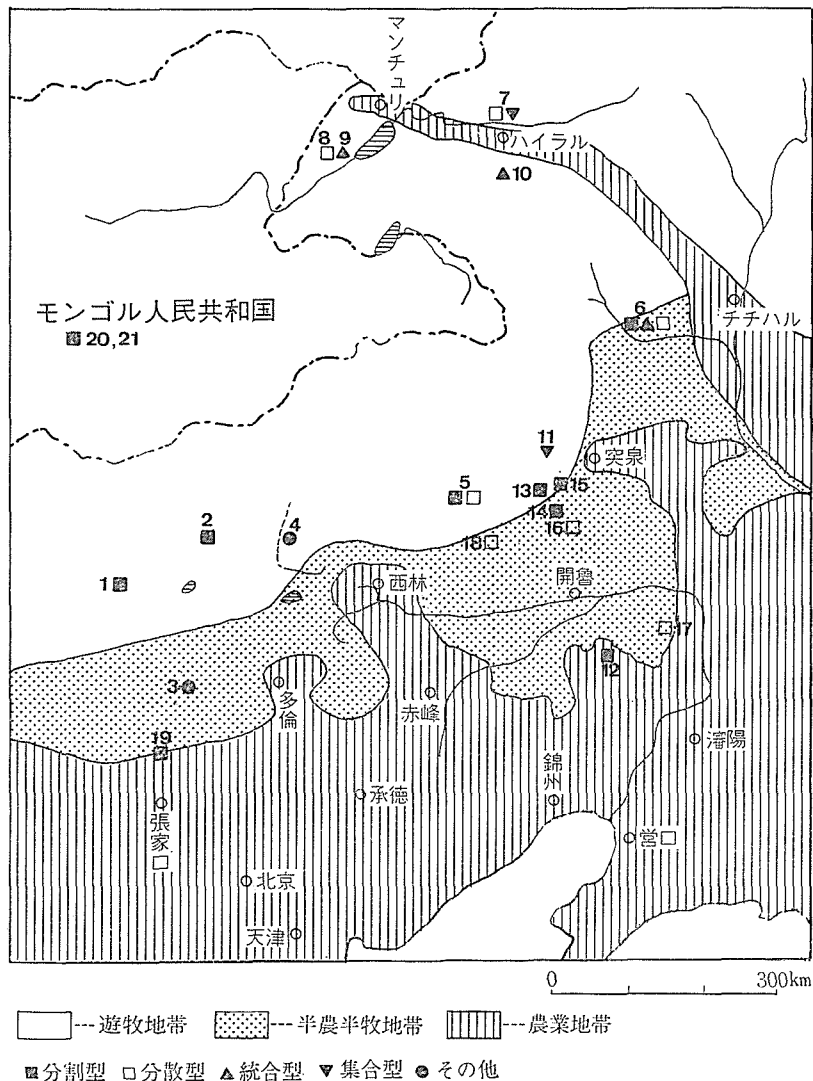 マンチュリ
7
ハイラル
8 9
10
モンゴル人民共和国
20,21
6
チチハル
11
突泉
5
13
15
14
16
2
4
18
1
西林
開魯
17
12
3
多倫
赤峰
19
瀋陽
錦州
承徳
張家口
営口
北京
天津
0 300km
---遊牧地帯 ---半農半牧地帯 ---農業地帯
分割型 分散型 統合型 集合型 その他